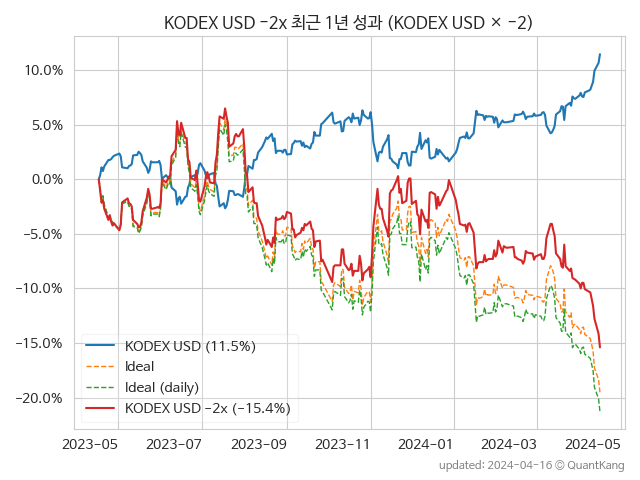 KODEX USD −2x 최근 1년 성과 (KODEX USD × −2)
10.0%
5.0%
0.0%
−5.0%
−10.0%
−15.0%
−20.0%
KODEX USD (11.5%)
Ideal
Ideal (daily)
KODEX USD −2x (−15.4%)
2023-05 2023-07 2023-09 2023-11 2024-01 2024-03 2024-05
updated: 2024-04-16 © QuantKang